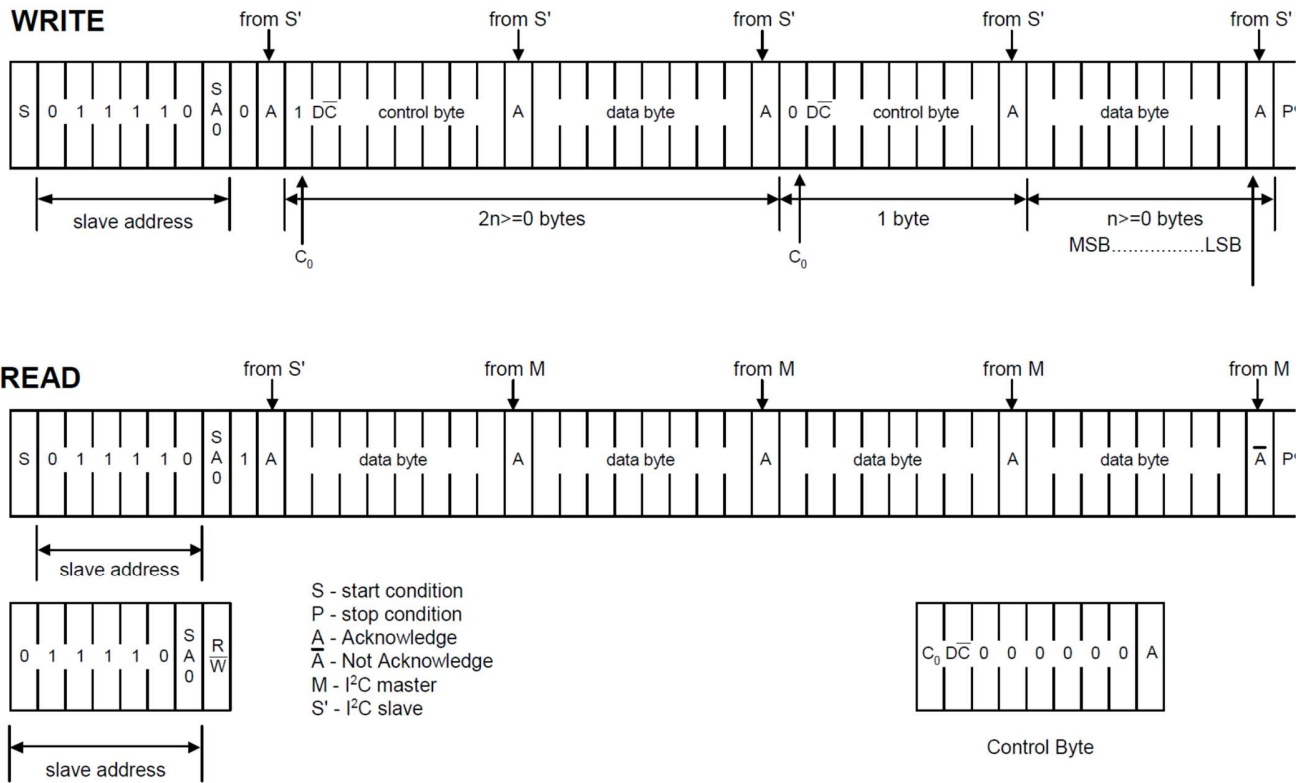 WRITE
from S' from S' from S' from S' from S'
S 0 1 1 1 1 0 SA0 0 A 1 DC̅ control byte A data byte A 0 DC̅ control byte A data byte A P
slave address 2n>=0 bytes 1 byte n>=0 bytes
MSB.................LSB
C₀ C₀
READ
from S' from M from M from M from M
S 0 1 1 1 1 0 SA0 1 A data byte A data byte A data byte A data byte A̅ P
slave address
S - start condition
P - stop condition
A - Acknowledge
A̅ - Not Acknowledge
M - I²C master
S' - I²C slave
0 1 1 1 1 0 SA0 R/W̅
slave address
C₀ DC̅ 0 0 0 0 0 0 A
Control Byte